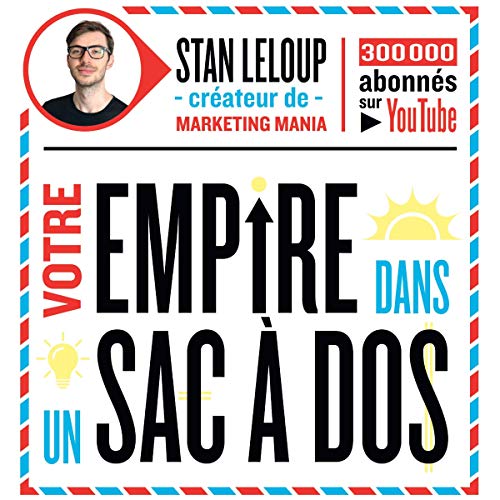 STAN LELOUP
- créateur de -
MARKETING MANIA
300 000
abonnés
sur
YouTube
VOTRE
EMPIRE DANS
UN SAC À DOS